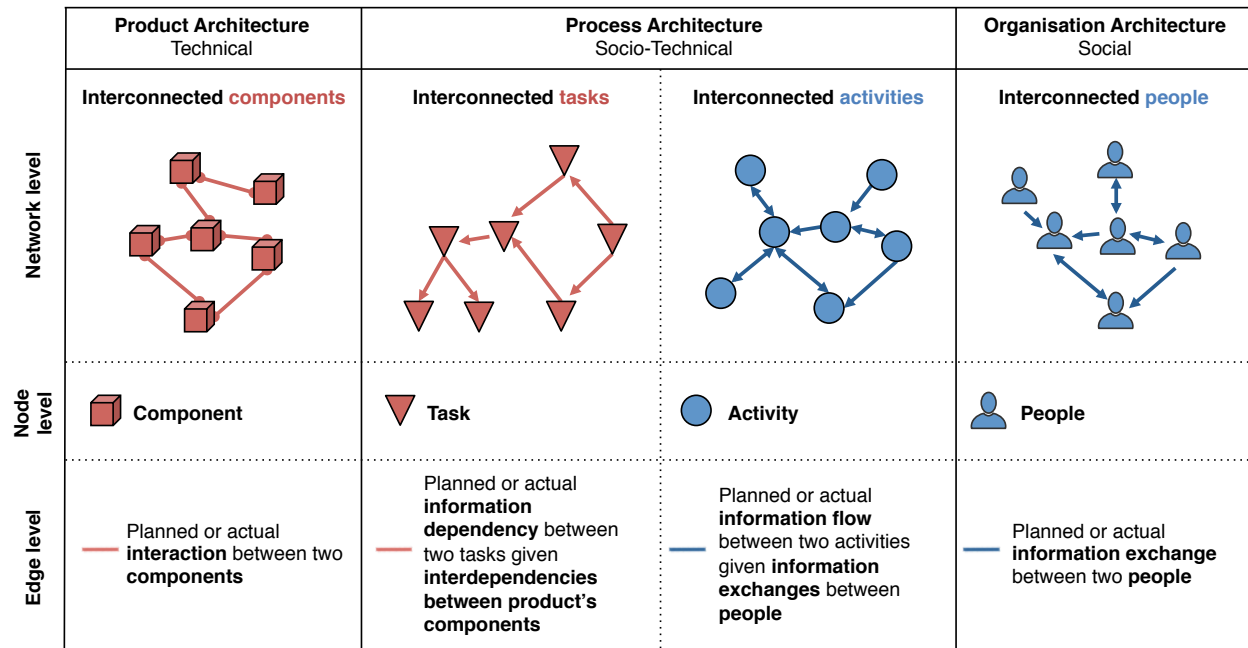 Product Architecture
Technical
Process Architecture
Socio-Technical
Organisation Architecture
Social
Network level
Interconnected components
Interconnected tasks
Interconnected activities
Interconnected people
Node
level
Component
Task
Activity
People
Edge level
Planned or actual
interaction between two
components
Planned or actual
information
dependency between
two tasks given
interdependencies
between product's
components
Planned or actual
information flow
between two activities
given information
exchanges between
people
Planned or actual
information exchange
between two people